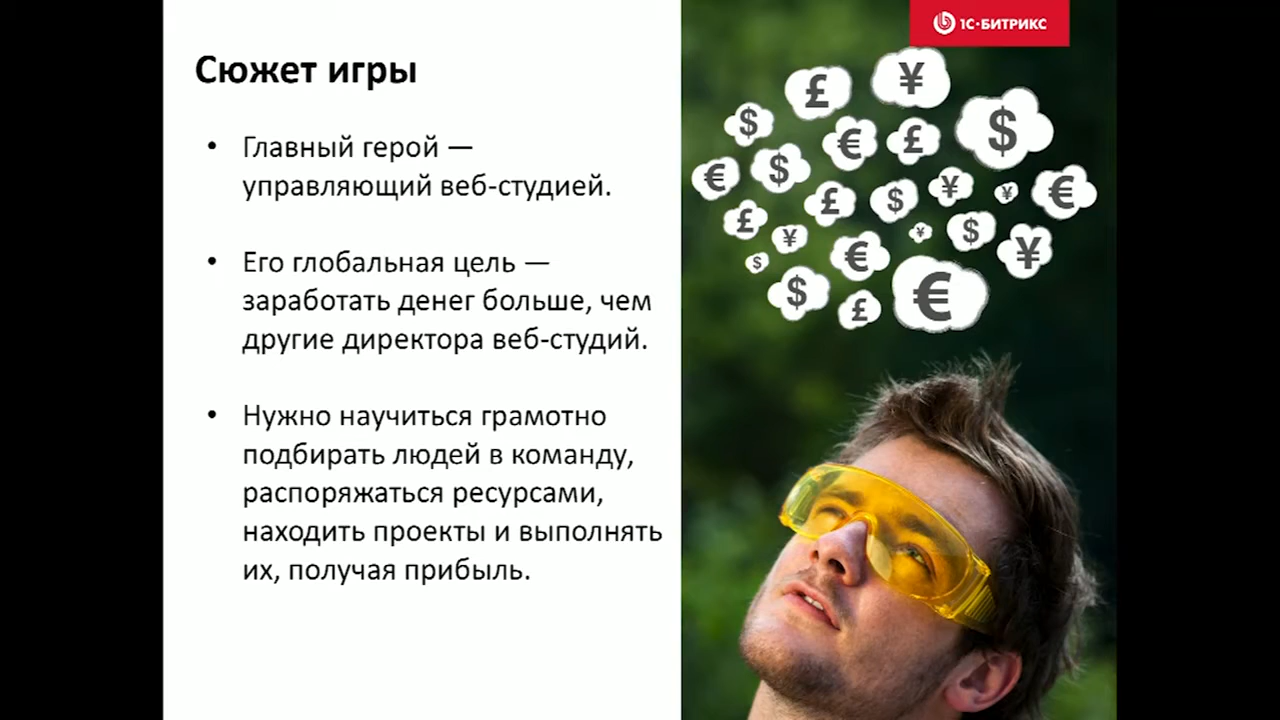 1С·БИТРИКС
Сюжет игры
• Главный герой —
управляющий веб-студией.
• Его глобальная цель —
заработать денег больше, чем
другие директора веб-студий.
• Нужно научиться грамотно
подбирать людей в команду,
распоряжаться ресурсами,
находить проекты и выполнять
их, получая прибыль.
£ ¥
$ € £ $
€ $ £ $ ¥ ¥ €
£ ¥ € ¥ $ ¥
$ $ £ €